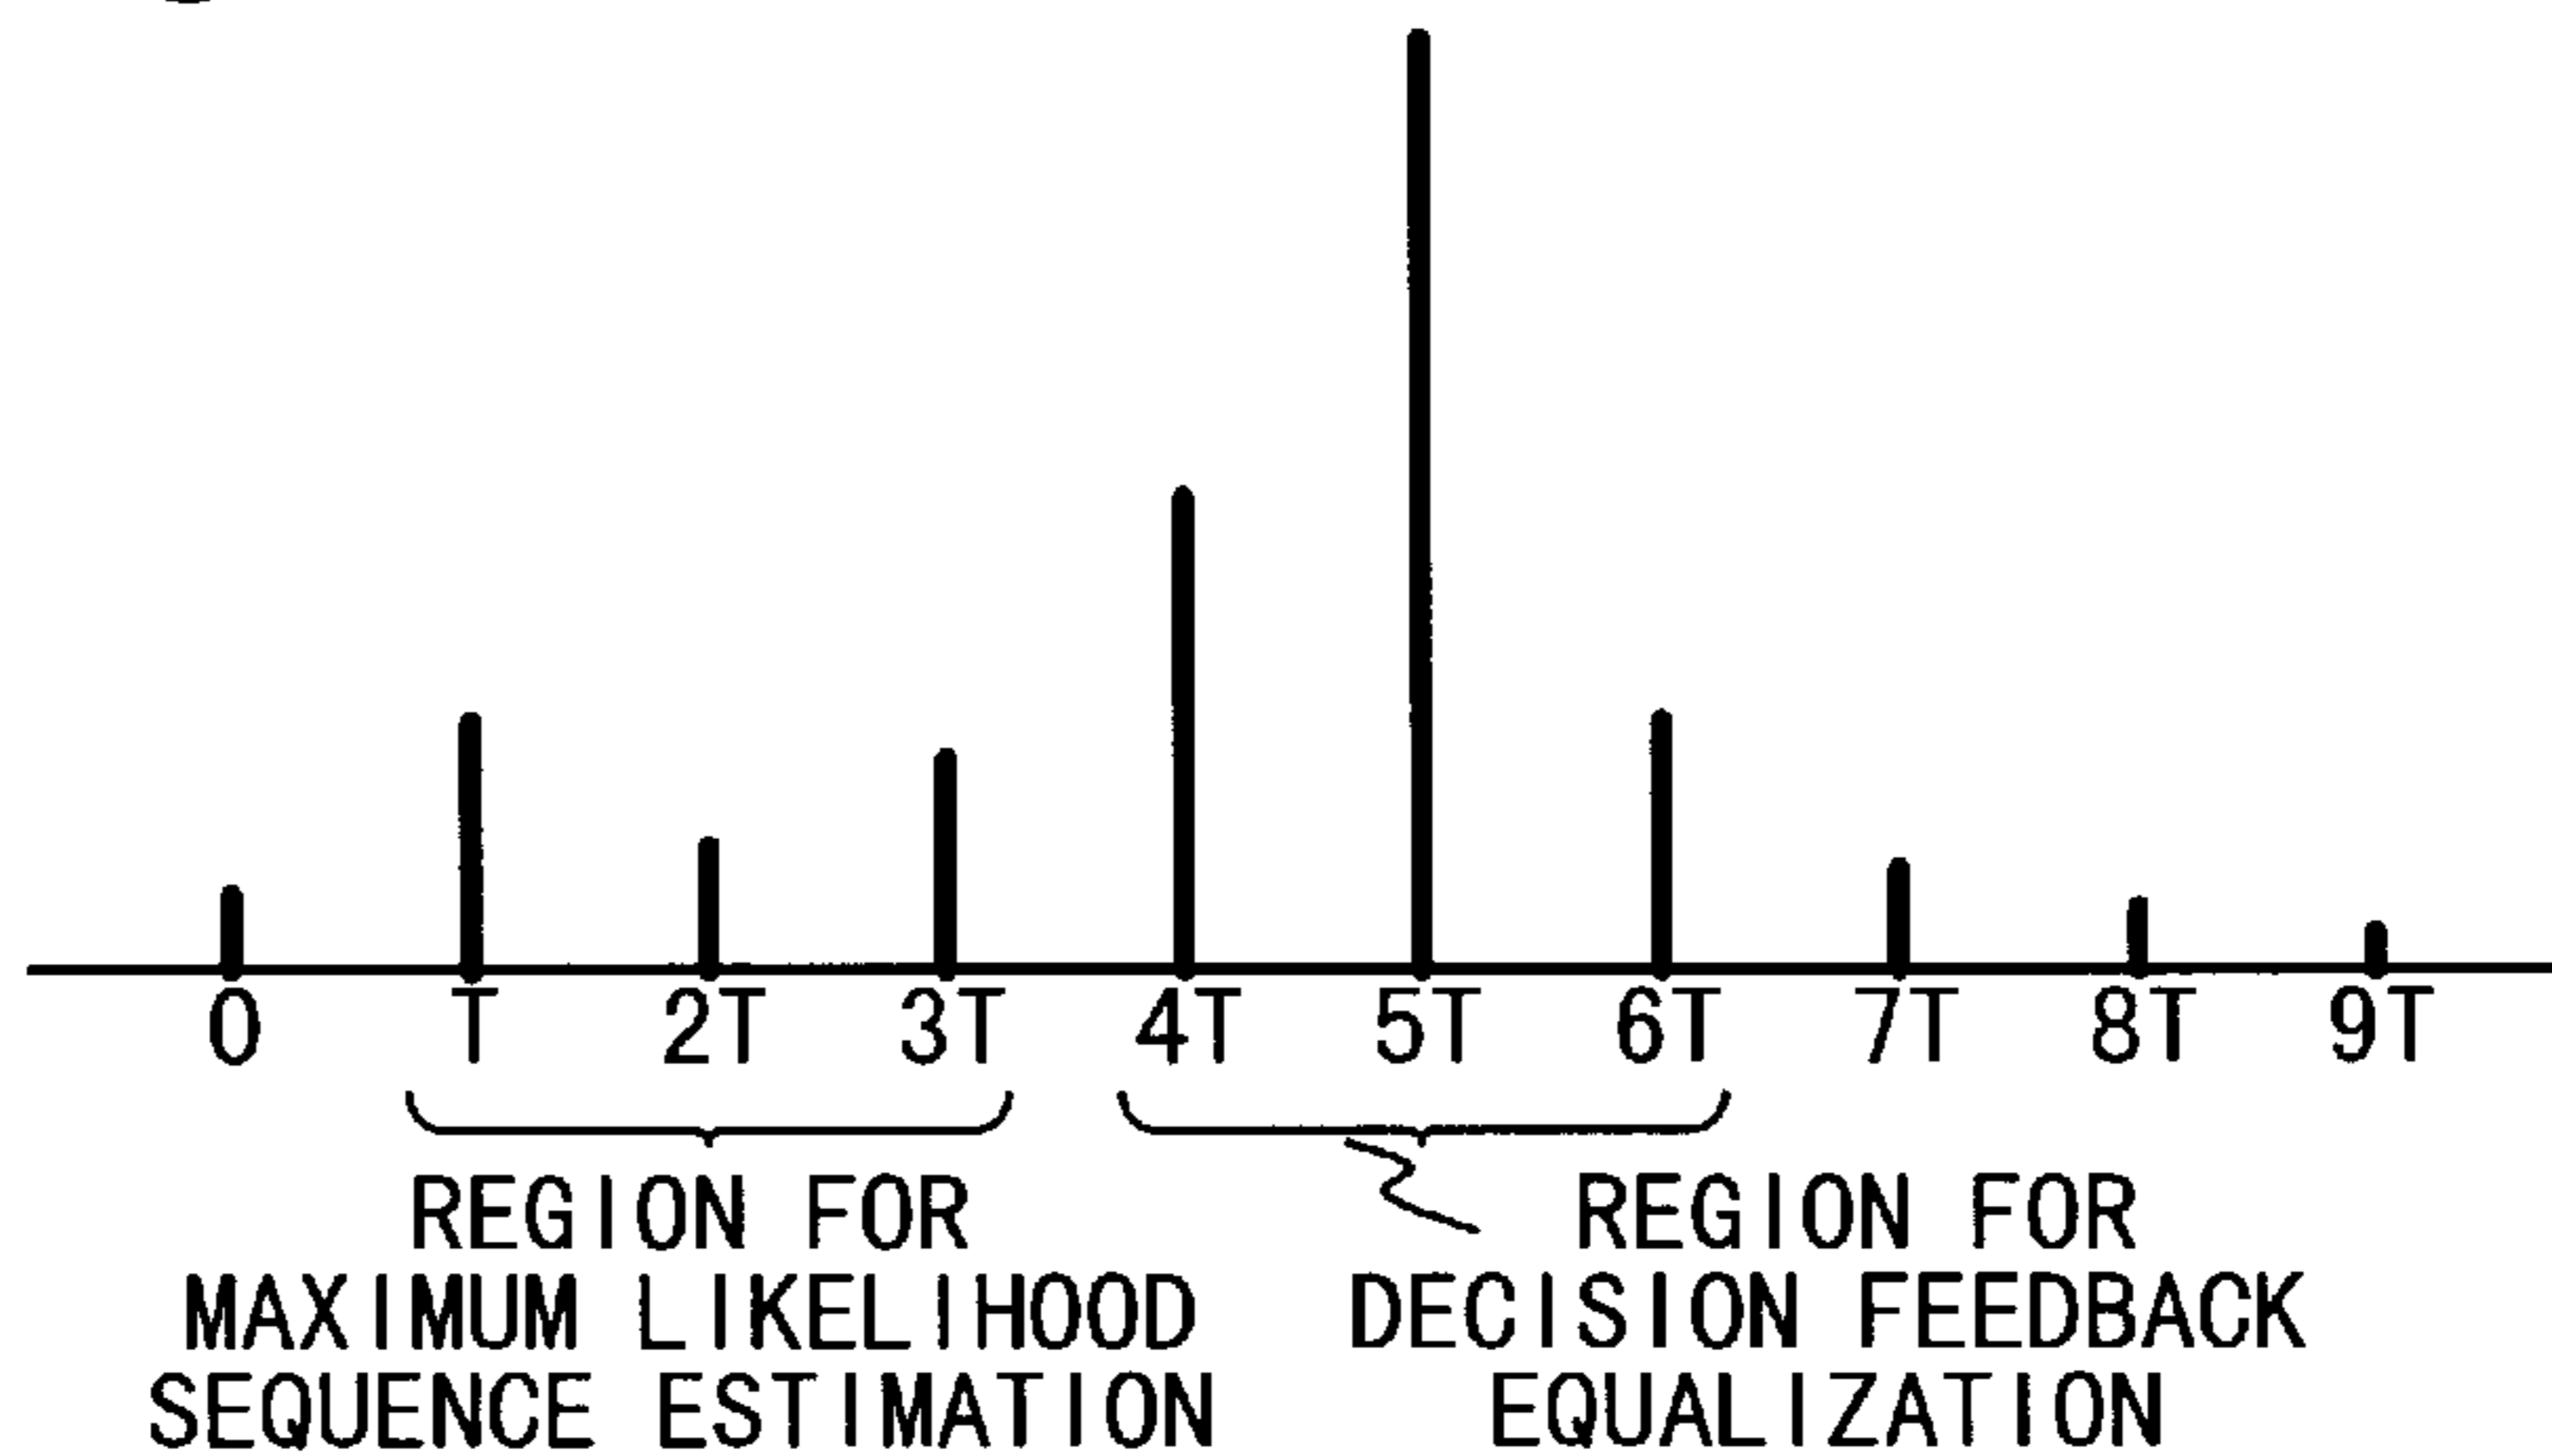 0 T 2T 3T 4T 5T 6T 7T 8T 9T
REGION FOR
MAXIMUM LIKELIHOOD
SEQUENCE ESTIMATION
REGION FOR
DECISION FEEDBACK
EQUALIZATION